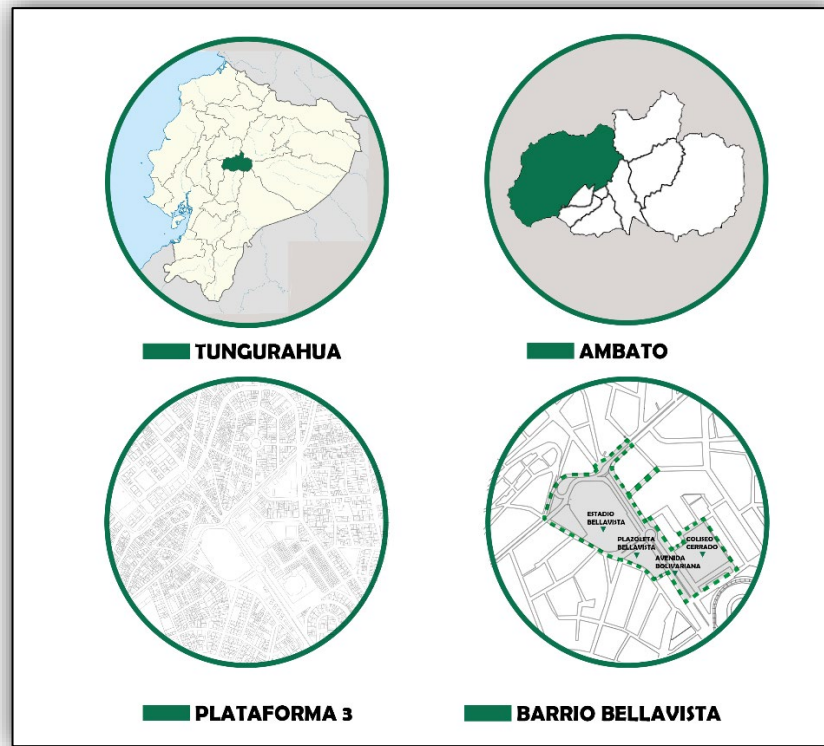 TUNGURAHUA
AMBATO
ESTADIO
BELLAVISTA
PLAZOLETA
BELLAVISTA
AVENIDA
BOLIVARIANA
COLISEO
CERRADO
PLATAFORMA 3
BARRIO BELLAVISTA